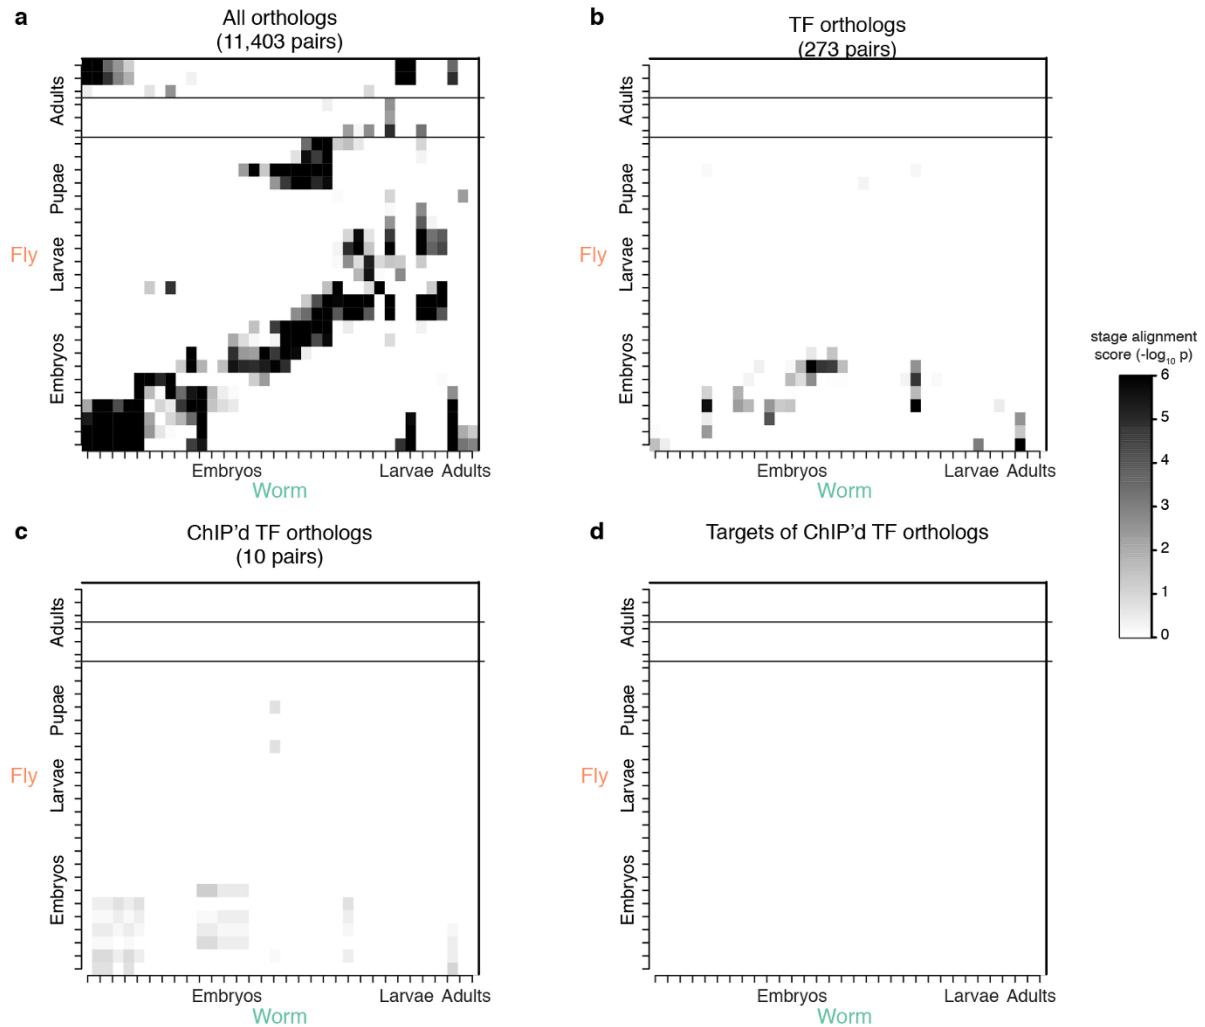 a
All orthologs
(11,403 pairs)
Adults
Adults
Pupae
Larvae
Embryos
Fly
Embryos
Larvae
Adults
Worm
b
TF orthologs
(273 pairs)
Adults
Pupae
Larvae
Embryos
Fly
Embryos
Larvae
Adults
Worm
stage alignment
score (-log10 p)
6
5
4
3
2
1
0
c
ChIP'd TF orthologs
(10 pairs)
Adults
Pupae
Larvae
Embryos
Fly
Embryos
Larvae
Adults
Worm
d
Targets of ChIP'd TF orthologs
Adults
Pupae
Larvae
Embryos
Fly
Embryos
Larvae
Adults
Worm